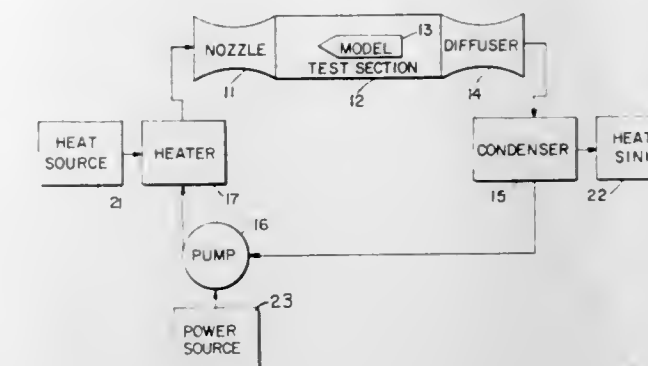 NOZZLE
11
MODEL
13
TEST SECTION
12
DIFFUSER
14
HEAT
SOURCE
21
HEATER
17
CONDENSER
15
HEAT
22
PUMP
16
POWER
SOURCE
23